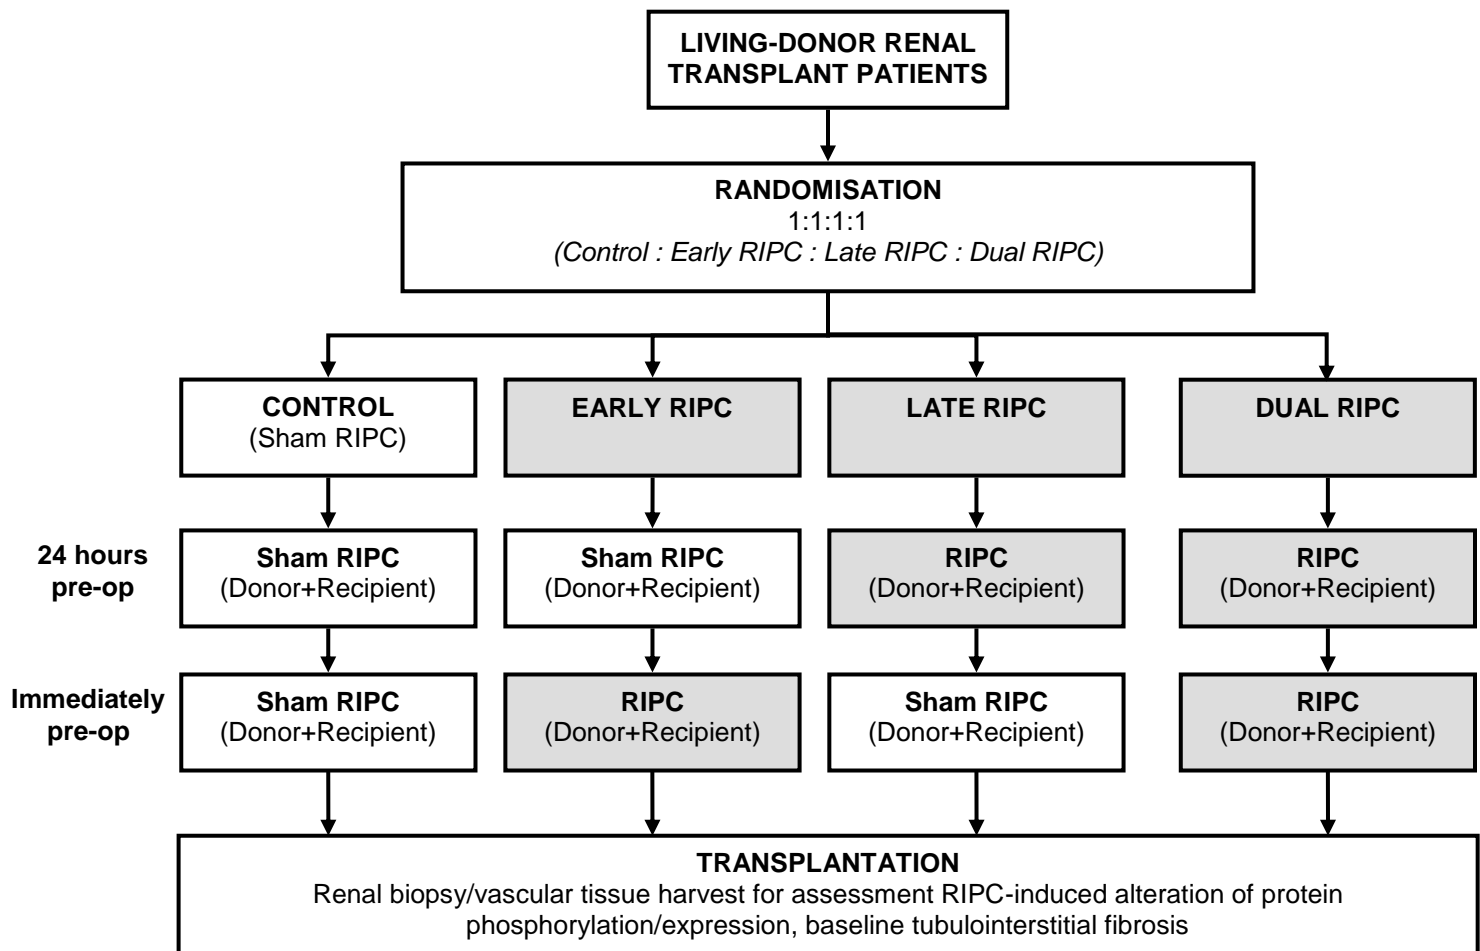 LIVING-DONOR RENAL
TRANSPLANT PATIENTS
RANDOMISATION
1:1:1:1
(Control : Early RIPC : Late RIPC : Dual RIPC)
CONTROL
(Sham RIPC)
EARLY RIPC
LATE RIPC
DUAL RIPC
24 hours
pre-op
Sham RIPC
(Donor+Recipient)
Sham RIPC
(Donor+Recipient)
RIPC
(Donor+Recipient)
RIPC
(Donor+Recipient)
Immediately
pre-op
Sham RIPC
(Donor+Recipient)
RIPC
(Donor+Recipient)
Sham RIPC
(Donor+Recipient)
RIPC
(Donor+Recipient)
TRANSPLANTATION
Renal biopsy/vascular tissue harvest for assessment RIPC-induced alteration of protein
phosphorylation/expression, baseline tubulointerstitial fibrosis